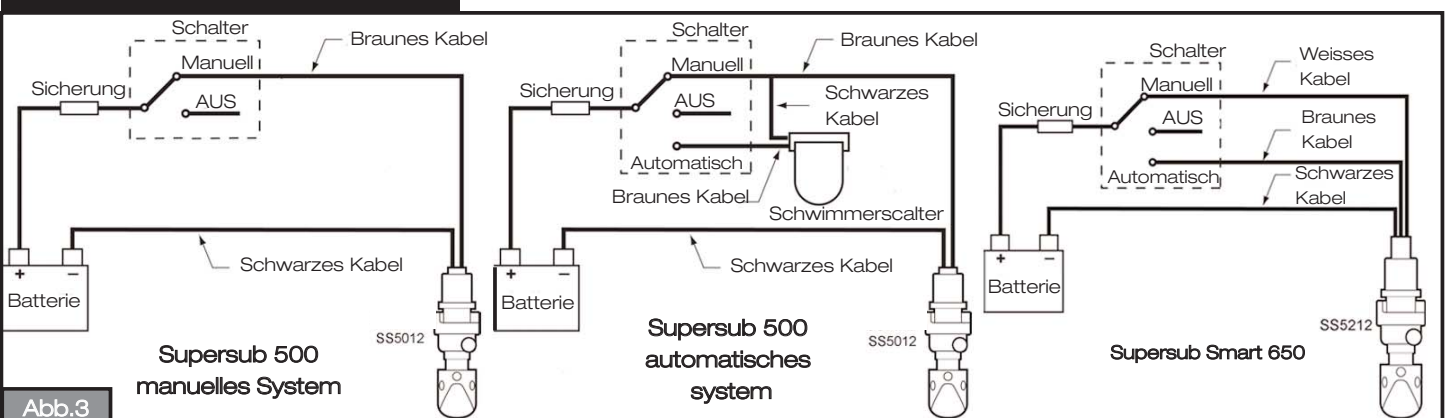 Schalter
Braunes Kabel
Manuell
Sicherung
AUS
+
–
Batterie
Schwarzes Kabel
SS5012
Supersub 500
manuelles System
Abb.3
Schalter
Braunes Kabel
Manuell
Sicherung
AUS
Schwarzes
Kabel
Automatisch
Braunes Kabel
Schwimmerscalter
+
–
Batterie
Schwarzes Kabel
SS5012
Supersub 500
automatisches
system
Schalter
Weisses
Kabel
Manuell
Sicherung
AUS
Braunes
Kabel
Automatisch
Schwarzes
Kabel
+
–
Batterie
SS5212
Supersub Smart 650